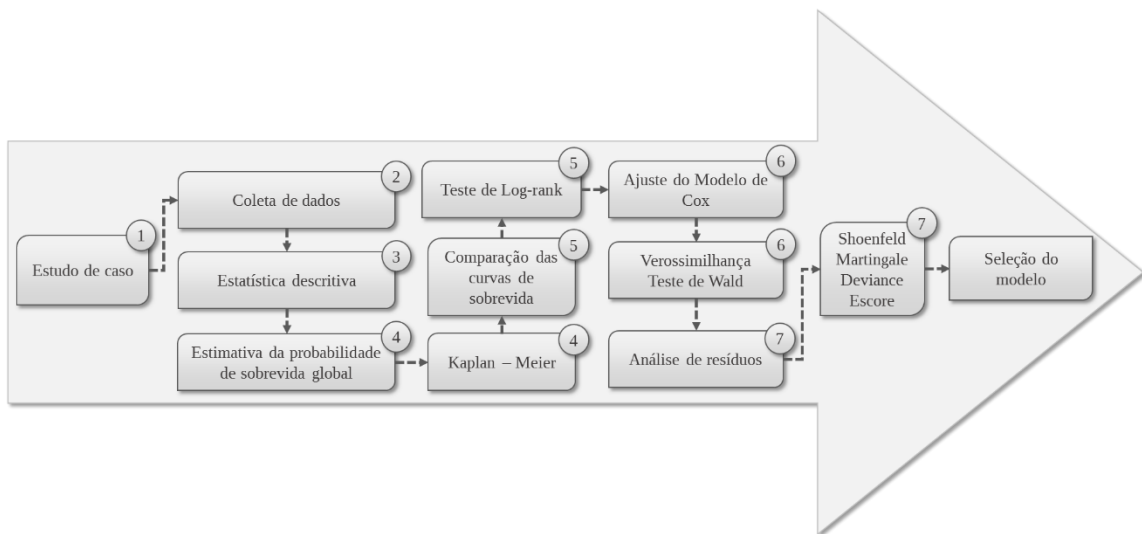 1
Estudo de caso
2
Coleta de dados
3
Estatística descritiva
4
Estimativa da probabilidade
de sobrevida global
4
Kaplan – Meier
5
Comparação das
curvas de
sobrevida
5
Teste de Log-rank
6
Ajuste do Modelo de
Cox
6
Verossimilhança
Teste de Wald
7
Análise de resíduos
7
Shoenfeld
Martingale
Deviance
Escore
Seleção do
modelo